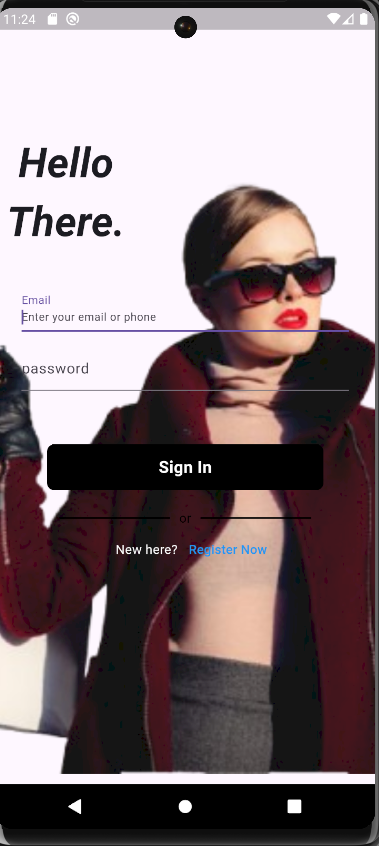 11:24
Hello
There.
Email
Enter your email or phone
password
Sign In
or
New here? Register Now